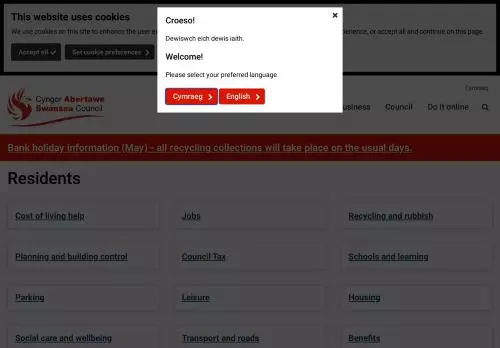 This website uses cookies
We use cookies on this site to enhance the user e
perience, or accept all and continue on this page.
Accept all
Set cookie preferences
×
Croeso!
Dewiswch eich dewis iaith.
Welcome!
Please select your preferred language.
Cymraeg
English
Cymraeg
Cyngor Abertawe
Swansea Council
usiness
Council
Do it online
Bank holiday information (May) - all recycling collections will take place on the usual days.
Residents
Cost of living help
Jobs
Recycling and rubbish
Planning and building control
Council Tax
Schools and learning
Parking
Leisure
Housing
Social care and wellbeing
Transport and roads
Benefits